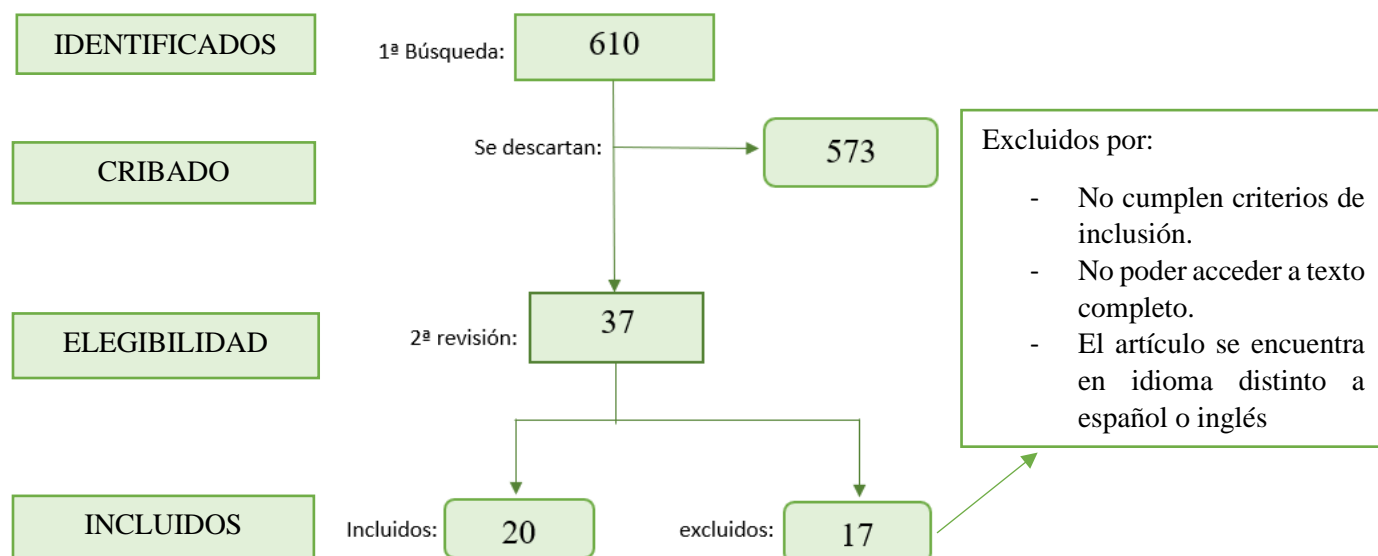 IDENTIFICADOS
1ª Búsqueda:
610
CRIBADO
Se descartan:
573
Excluidos por:
- No cumplen criterios de
inclusión.
- No poder acceder a texto
completo.
- El artículo se encuentra
en idioma distinto a
español o inglés
ELEGIBILIDAD
2ª revisión:
37
INCLUIDOS
Incluidos:
20
excluidos:
17